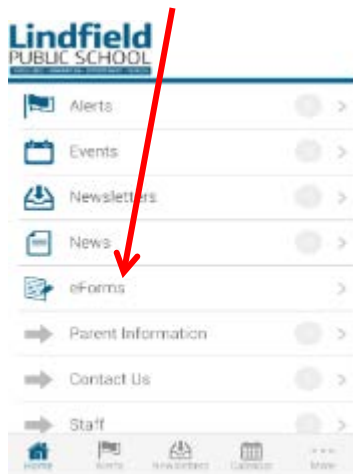 Lindfield
PUBLIC SCHOOL
Alerts
Events
Newsletters
News
eForms
Parent Information
Contact Us
Staff
Home
Alerts
Newsletters
Calendar
More